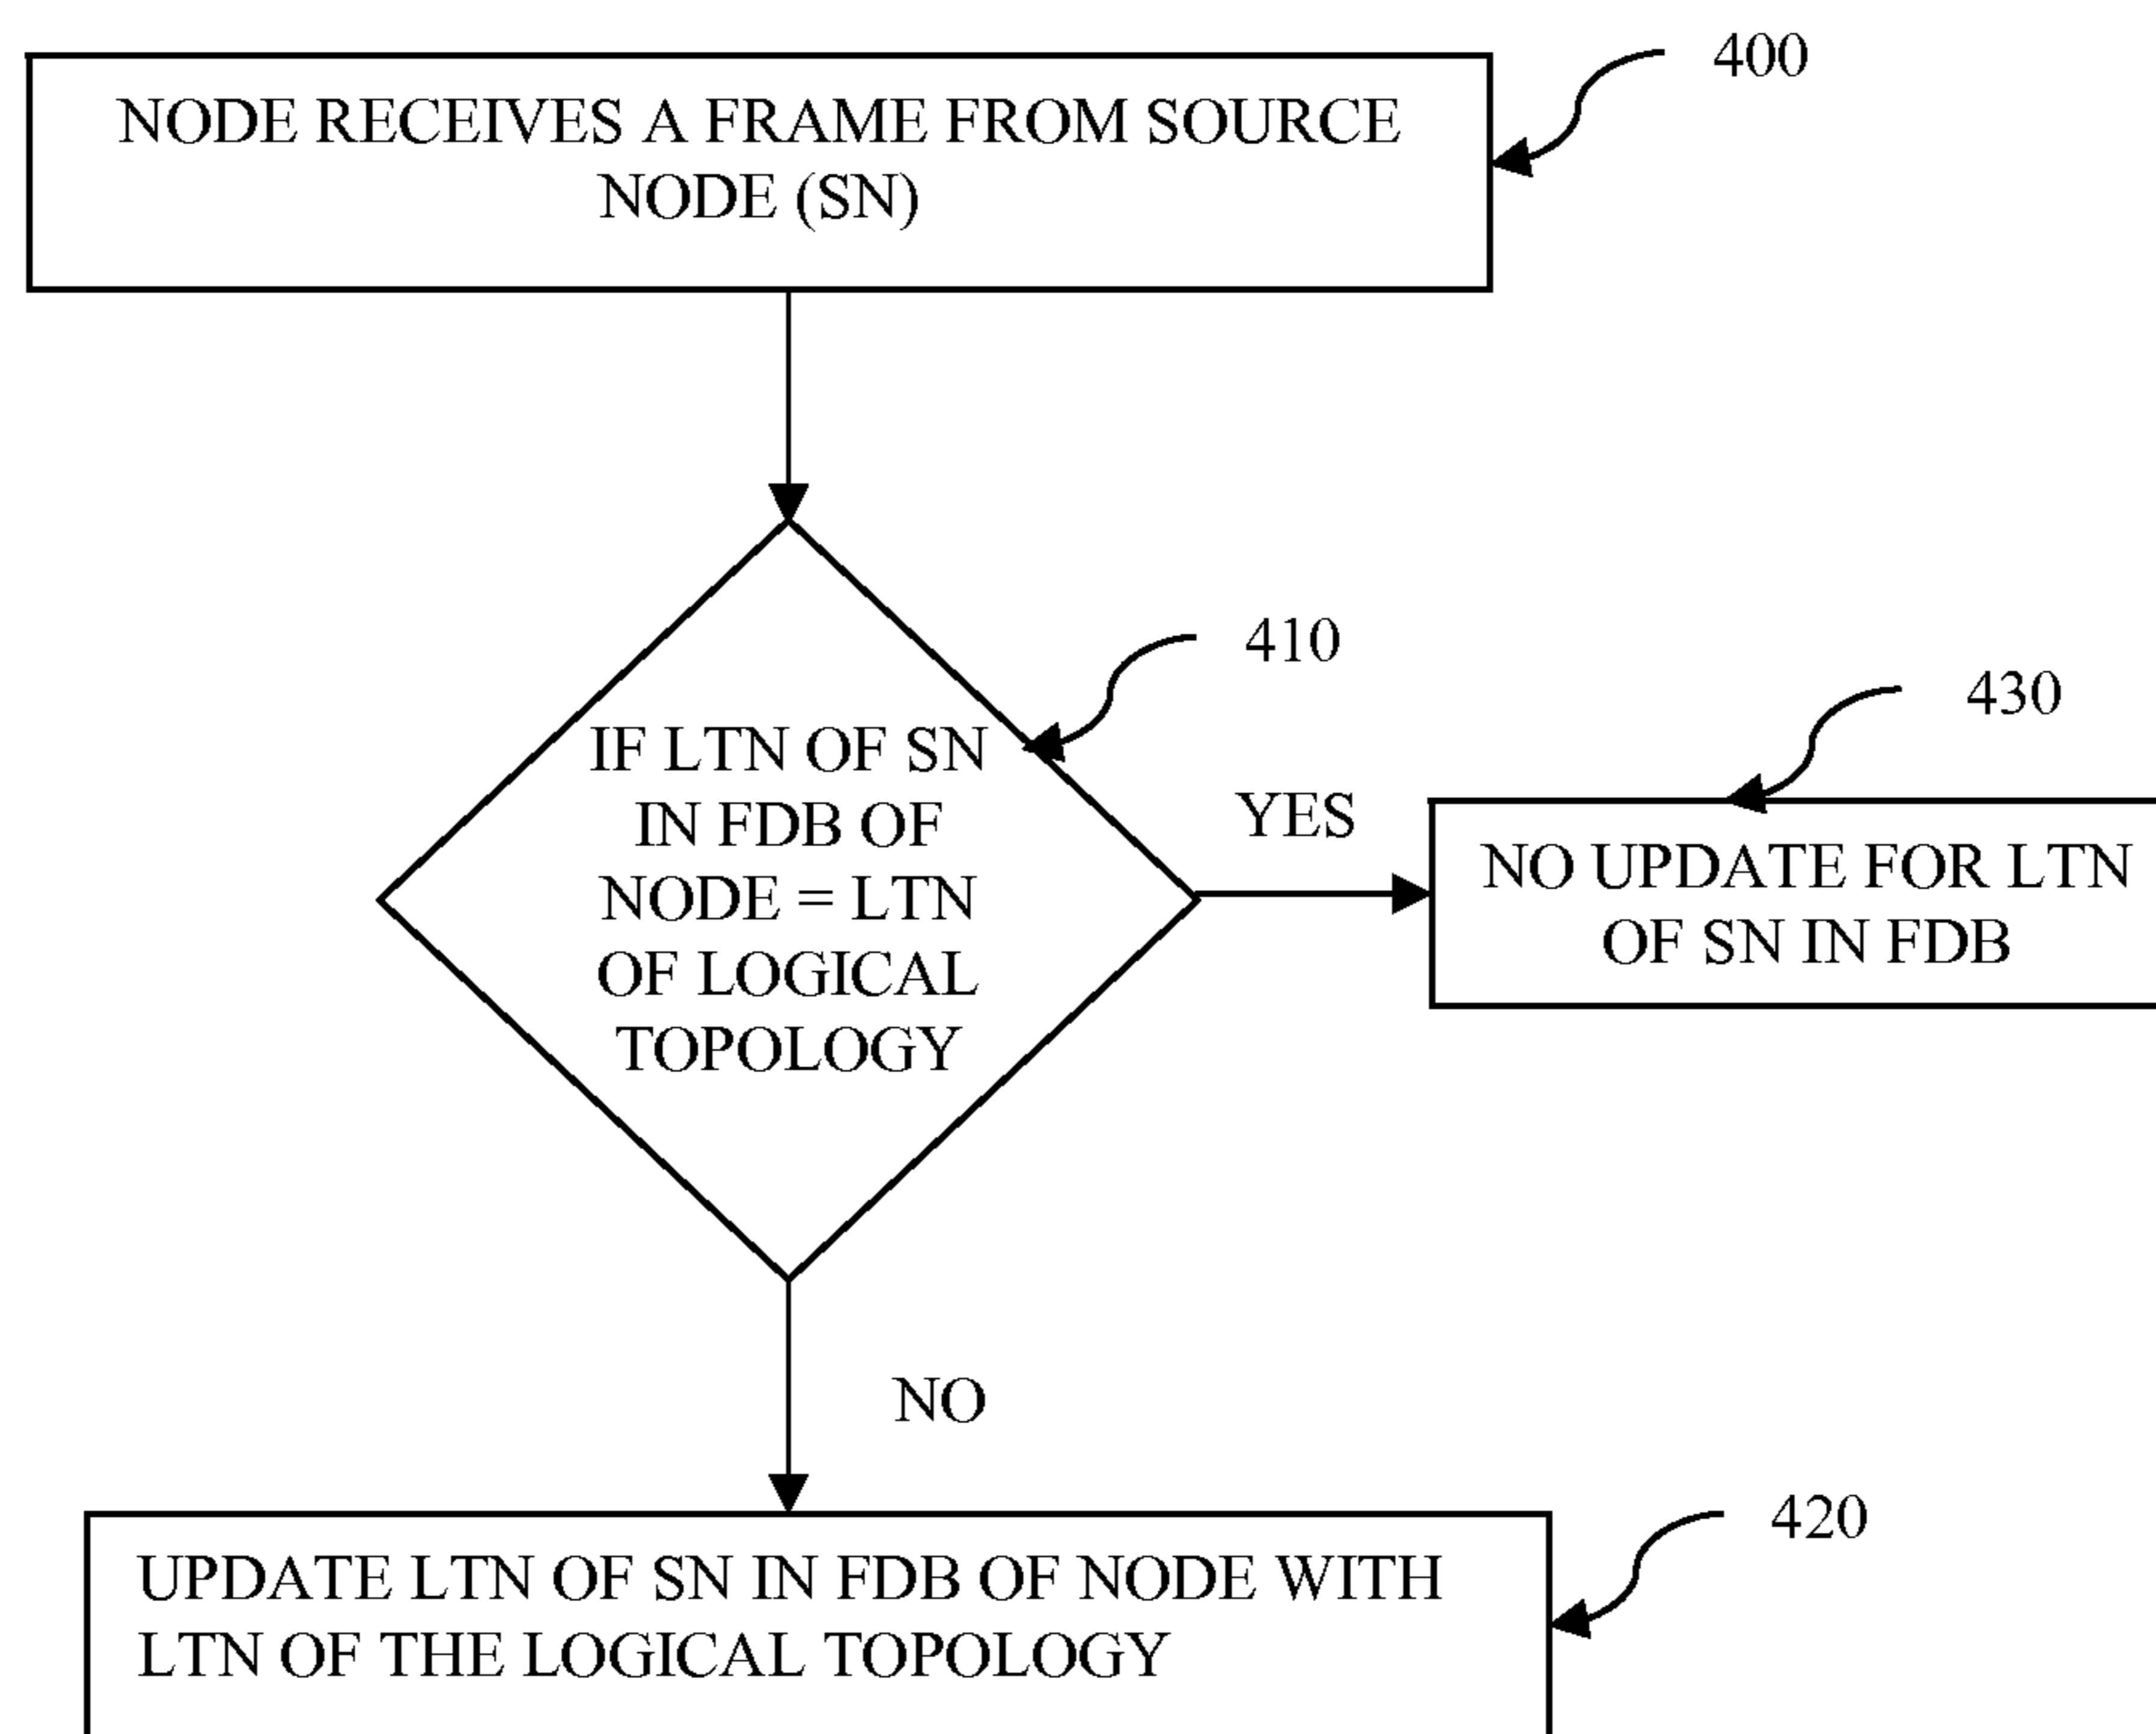 400
NODE RECEIVES A FRAME FROM SOURCE
NODE (SN)
410
IF LTN OF SN
IN FDB OF
NODE = LTN
OF LOGICAL
TOPOLOGY
YES
430
NO UPDATE FOR LTN
OF SN IN FDB
NO
420
UPDATE LTN OF SN IN FDB OF NODE WITH
LTN OF THE LOGICAL TOPOLOGY